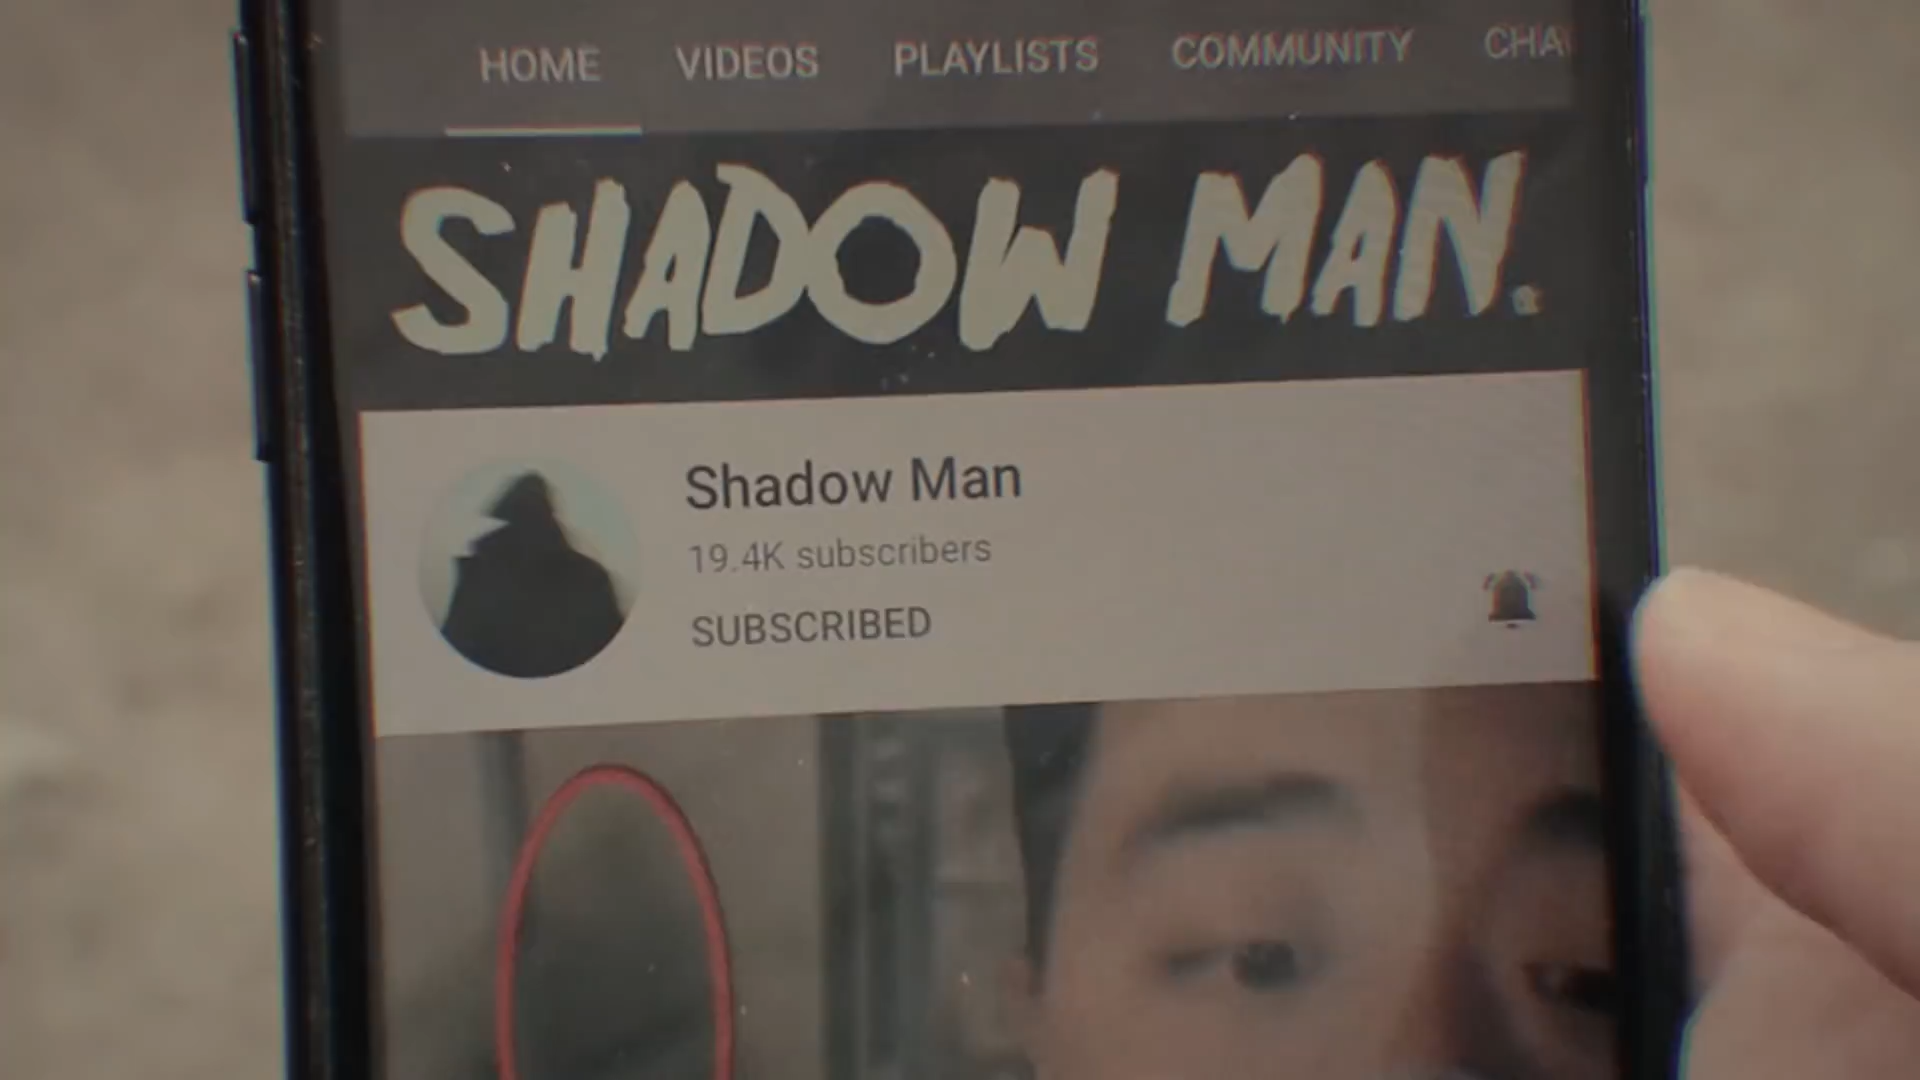 HOME VIDEOS PLAYLISTS COMMUNITY
SHADOW MAN.
Shadow Man
19.4K subscribers
SUBSCRIBED